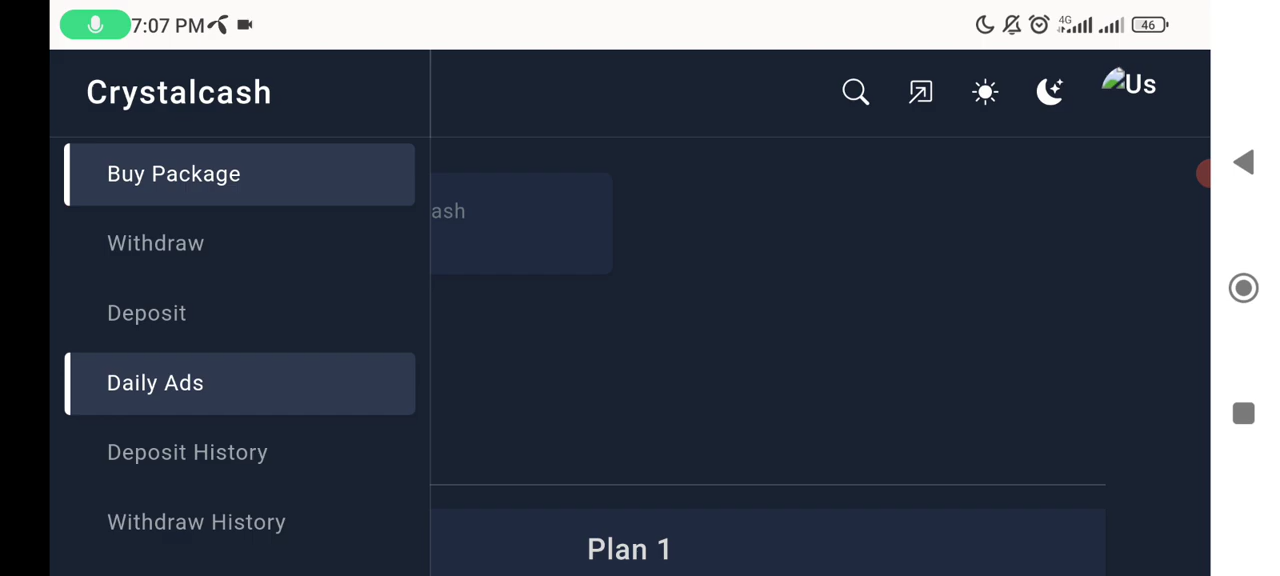 7:07 PM
4G
46
Crystalcash
Us
Buy Package
ash
Withdraw
Deposit
Daily Ads
Deposit History
Withdraw History
Plan 1